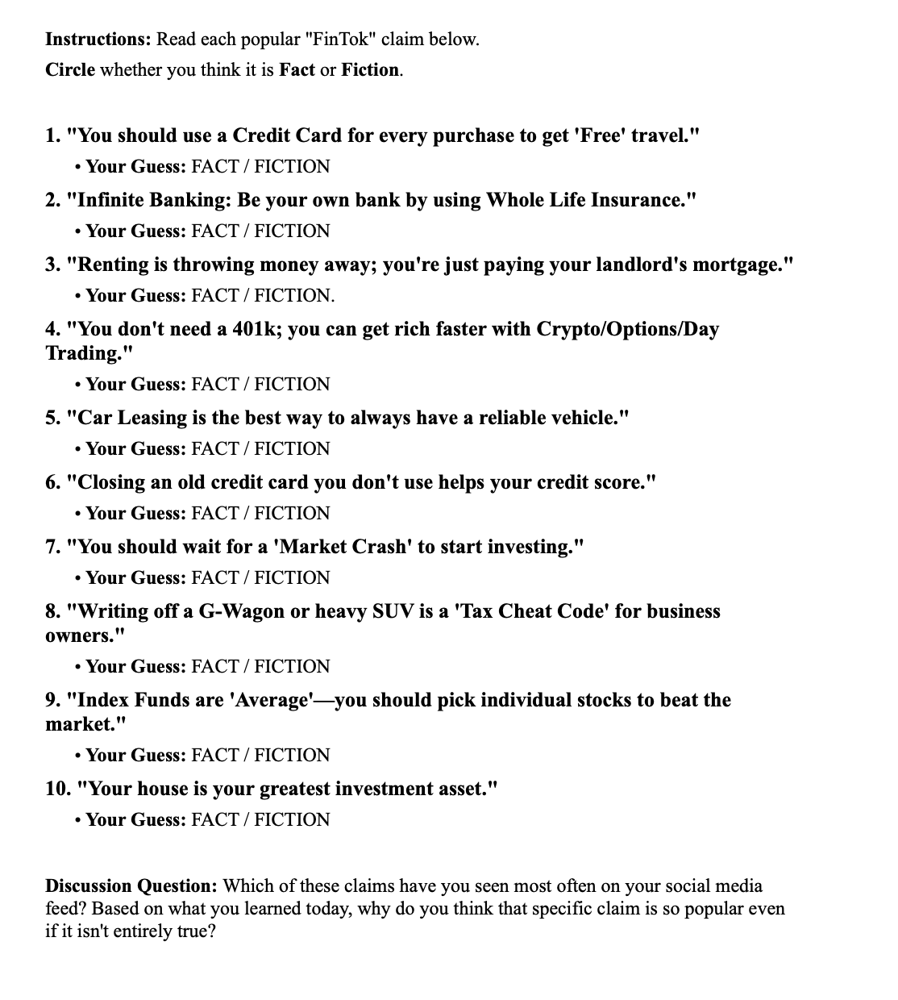 Instructions: Read each popular "FinTok" claim below.
Circle whether you think it is Fact or Fiction.
1. "You should use a Credit Card for every purchase to get 'Free' travel."
• Your Guess: FACT / FICTION
2. "Infinite Banking: Be your own bank by using Whole Life Insurance."
• Your Guess: FACT / FICTION
3. "Renting is throwing money away; you're just paying your landlord's mortgage."
• Your Guess: FACT / FICTION.
4. "You don't need a 401k; you can get rich faster with Crypto/Options/Day
Trading."
• Your Guess: FACT / FICTION
5. "Car Leasing is the best way to always have a reliable vehicle."
• Your Guess: FACT / FICTION
6. "Closing an old credit card you don't use helps your credit score."
• Your Guess: FACT / FICTION
7. "You should wait for a 'Market Crash' to start investing."
• Your Guess: FACT / FICTION
8. "Writing off a G-Wagon or heavy SUV is a 'Tax Cheat Code' for business
owners."
• Your Guess: FACT / FICTION
9. "Index Funds are 'Average'—you should pick individual stocks to beat the
market."
• Your Guess: FACT / FICTION
10. "Your house is your greatest investment asset."
• Your Guess: FACT / FICTION
Discussion Question: Which of these claims have you seen most often on your social media
feed? Based on what you learned today, why do you think that specific claim is so popular even
if it isn't entirely true?